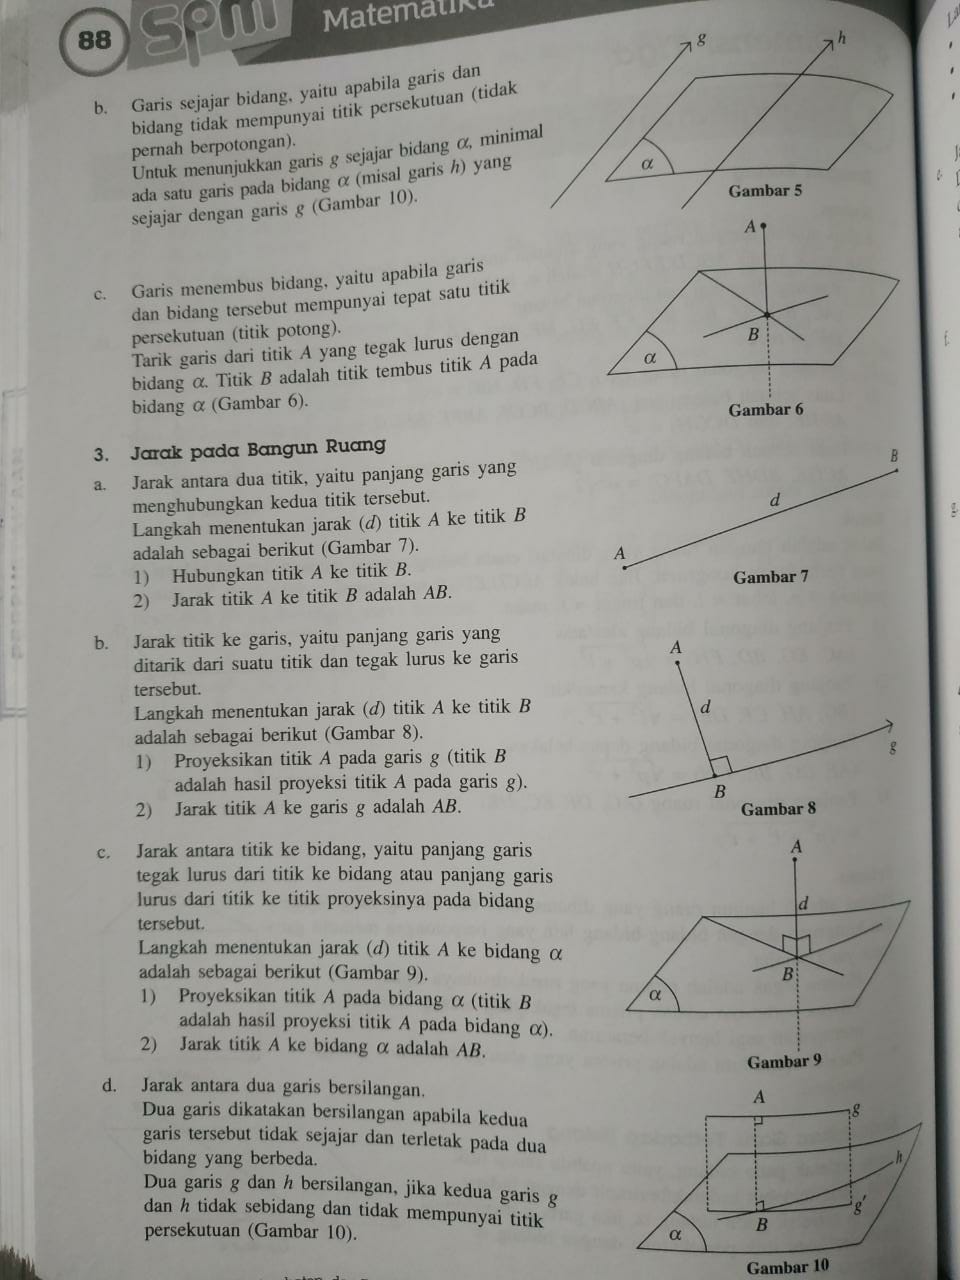 88
SPM
Matematika
b. Garis sejajar bidang, yaitu apabila garis dan
bidang tidak mempunyai titik persekutuan (tidak
pernah berpotongan).
Untuk menunjukkan garis g sejajar bidang α, minimal
ada satu garis pada bidang α (misal garis h) yang
sejajar dengan garis g (Gambar 10).
g
h
α
Gambar 5
c. Garis menembus bidang, yaitu apabila garis
dan bidang tersebut mempunyai tepat satu titik
persekutuan (titik potong).
Tarik garis dari titik A yang tegak lurus dengan
bidang α. Titik B adalah titik tembus titik A pada
bidang α (Gambar 6).
A
B
α
Gambar 6
3. Jarak pada Bangun Ruang
a. Jarak antara dua titik, yaitu panjang garis yang
menghubungkan kedua titik tersebut.
Langkah menentukan jarak (d) titik A ke titik B
adalah sebagai berikut (Gambar 7).
1) Hubungkan titik A ke titik B.
2) Jarak titik A ke titik B adalah AB.
B
d
A
Gambar 7
b. Jarak titik ke garis, yaitu panjang garis yang
ditarik dari suatu titik dan tegak lurus ke garis
tersebut.
Langkah menentukan jarak (d) titik A ke titik B
adalah sebagai berikut (Gambar 8).
1) Proyeksikan titik A pada garis g (titik B
adalah hasil proyeksi titik A pada garis g).
2) Jarak titik A ke garis g adalah AB.
A
d
g
B
Gambar 8
c. Jarak antara titik ke bidang, yaitu panjang garis
tegak lurus dari titik ke bidang atau panjang garis
lurus dari titik ke titik proyeksinya pada bidang
tersebut.
Langkah menentukan jarak (d) titik A ke bidang α
adalah sebagai berikut (Gambar 9).
1) Proyeksikan titik A pada bidang α (titik B
adalah hasil proyeksi titik A pada bidang α).
2) Jarak titik A ke bidang α adalah AB.
A
d
B
α
Gambar 9
d. Jarak antara dua garis bersilangan.
Dua garis dikatakan bersilangan apabila kedua
garis tersebut tidak sejajar dan terletak pada dua
bidang yang berbeda.
Dua garis g dan h bersilangan, jika kedua garis g
dan h tidak sebidang dan tidak mempunyai titik
persekutuan (Gambar 10).
A
g
h
g'
B
α
Gambar 10